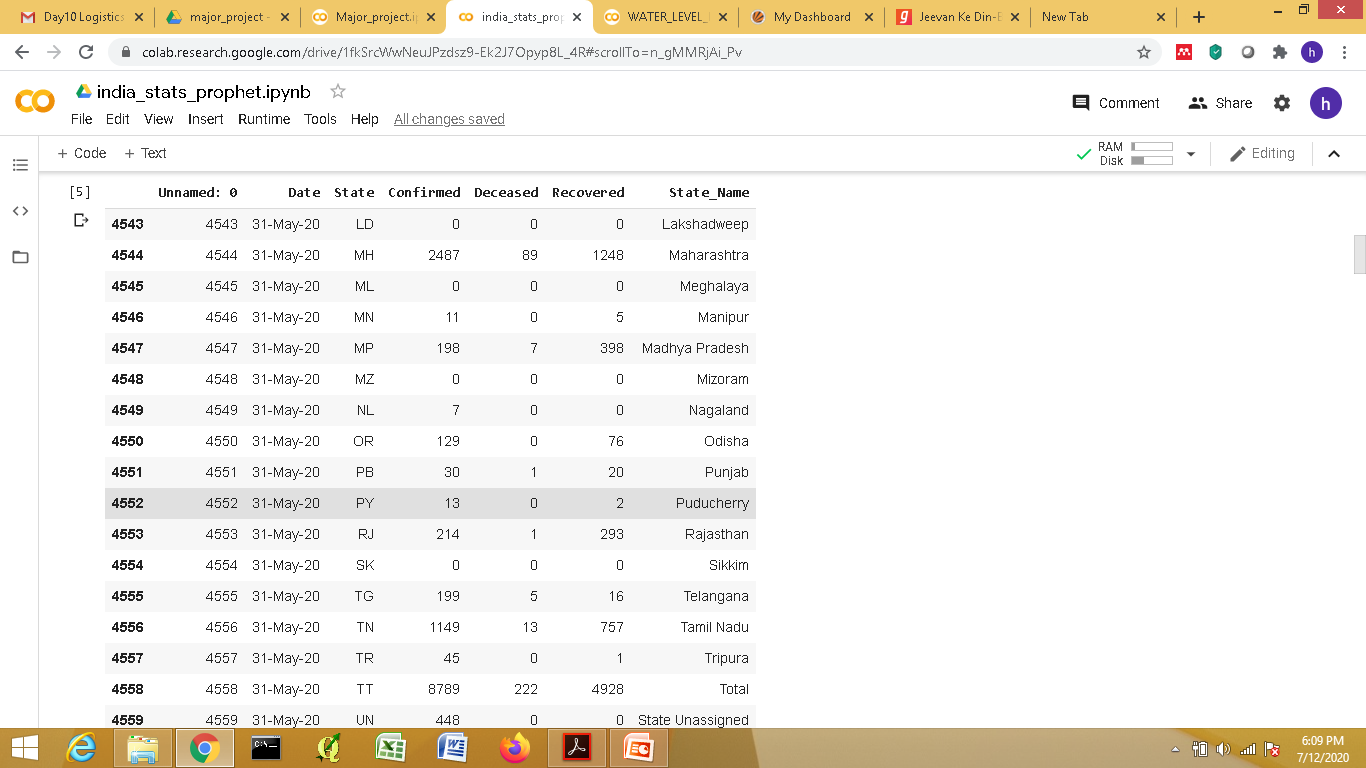 Day10 Logistics major_project - Major_project.i india_stats_prop WATER_LEVEL_ My Dashboard Jeevan Ke Din-E New Tab
colab.research.google.com/drive/1fkSrcWwNeuJPzdsz9-Ek2J7Opyp8L_4R#scrollTo=n_gMMRjAl_Pv h
india_stats_prophet.ipynb
Comment Share h
File Edit View Insert Runtime Tools Help All changes saved
+ Code + Text RAM Disk Editing
[5] Unnamed: 0 Date State Confirmed Deceased Recovered State_Name
4543 4543 31-May-20 LD 0 0 0 Lakshadweep
4544 4544 31-May-20 MH 2487 89 1248 Maharashtra
4545 4545 31-May-20 ML 0 0 0 Meghalaya
4546 4546 31-May-20 MN 11 0 5 Manipur
4547 4547 31-May-20 MP 198 7 398 Madhya Pradesh
4548 4548 31-May-20 MZ 0 0 0 Mizoram
4549 4549 31-May-20 NL 7 0 0 Nagaland
4550 4550 31-May-20 OR 129 0 76 Odisha
4551 4551 31-May-20 PB 30 1 20 Punjab
4552 4552 31-May-20 PY 13 0 2 Puducherry
4553 4553 31-May-20 RJ 214 1 293 Rajasthan
4554 4554 31-May-20 SK 0 0 0 Sikkim
4555 4555 31-May-20 TG 199 5 16 Telangana
4556 4556 31-May-20 TN 1149 13 757 Tamil Nadu
4557 4557 31-May-20 TR 45 0 1 Tripura
4558 4558 31-May-20 TT 8789 222 4928 Total
4559 4559 31-May-20 UN 448 0 0 State Unassigned
6:09 PM
7/12/2020